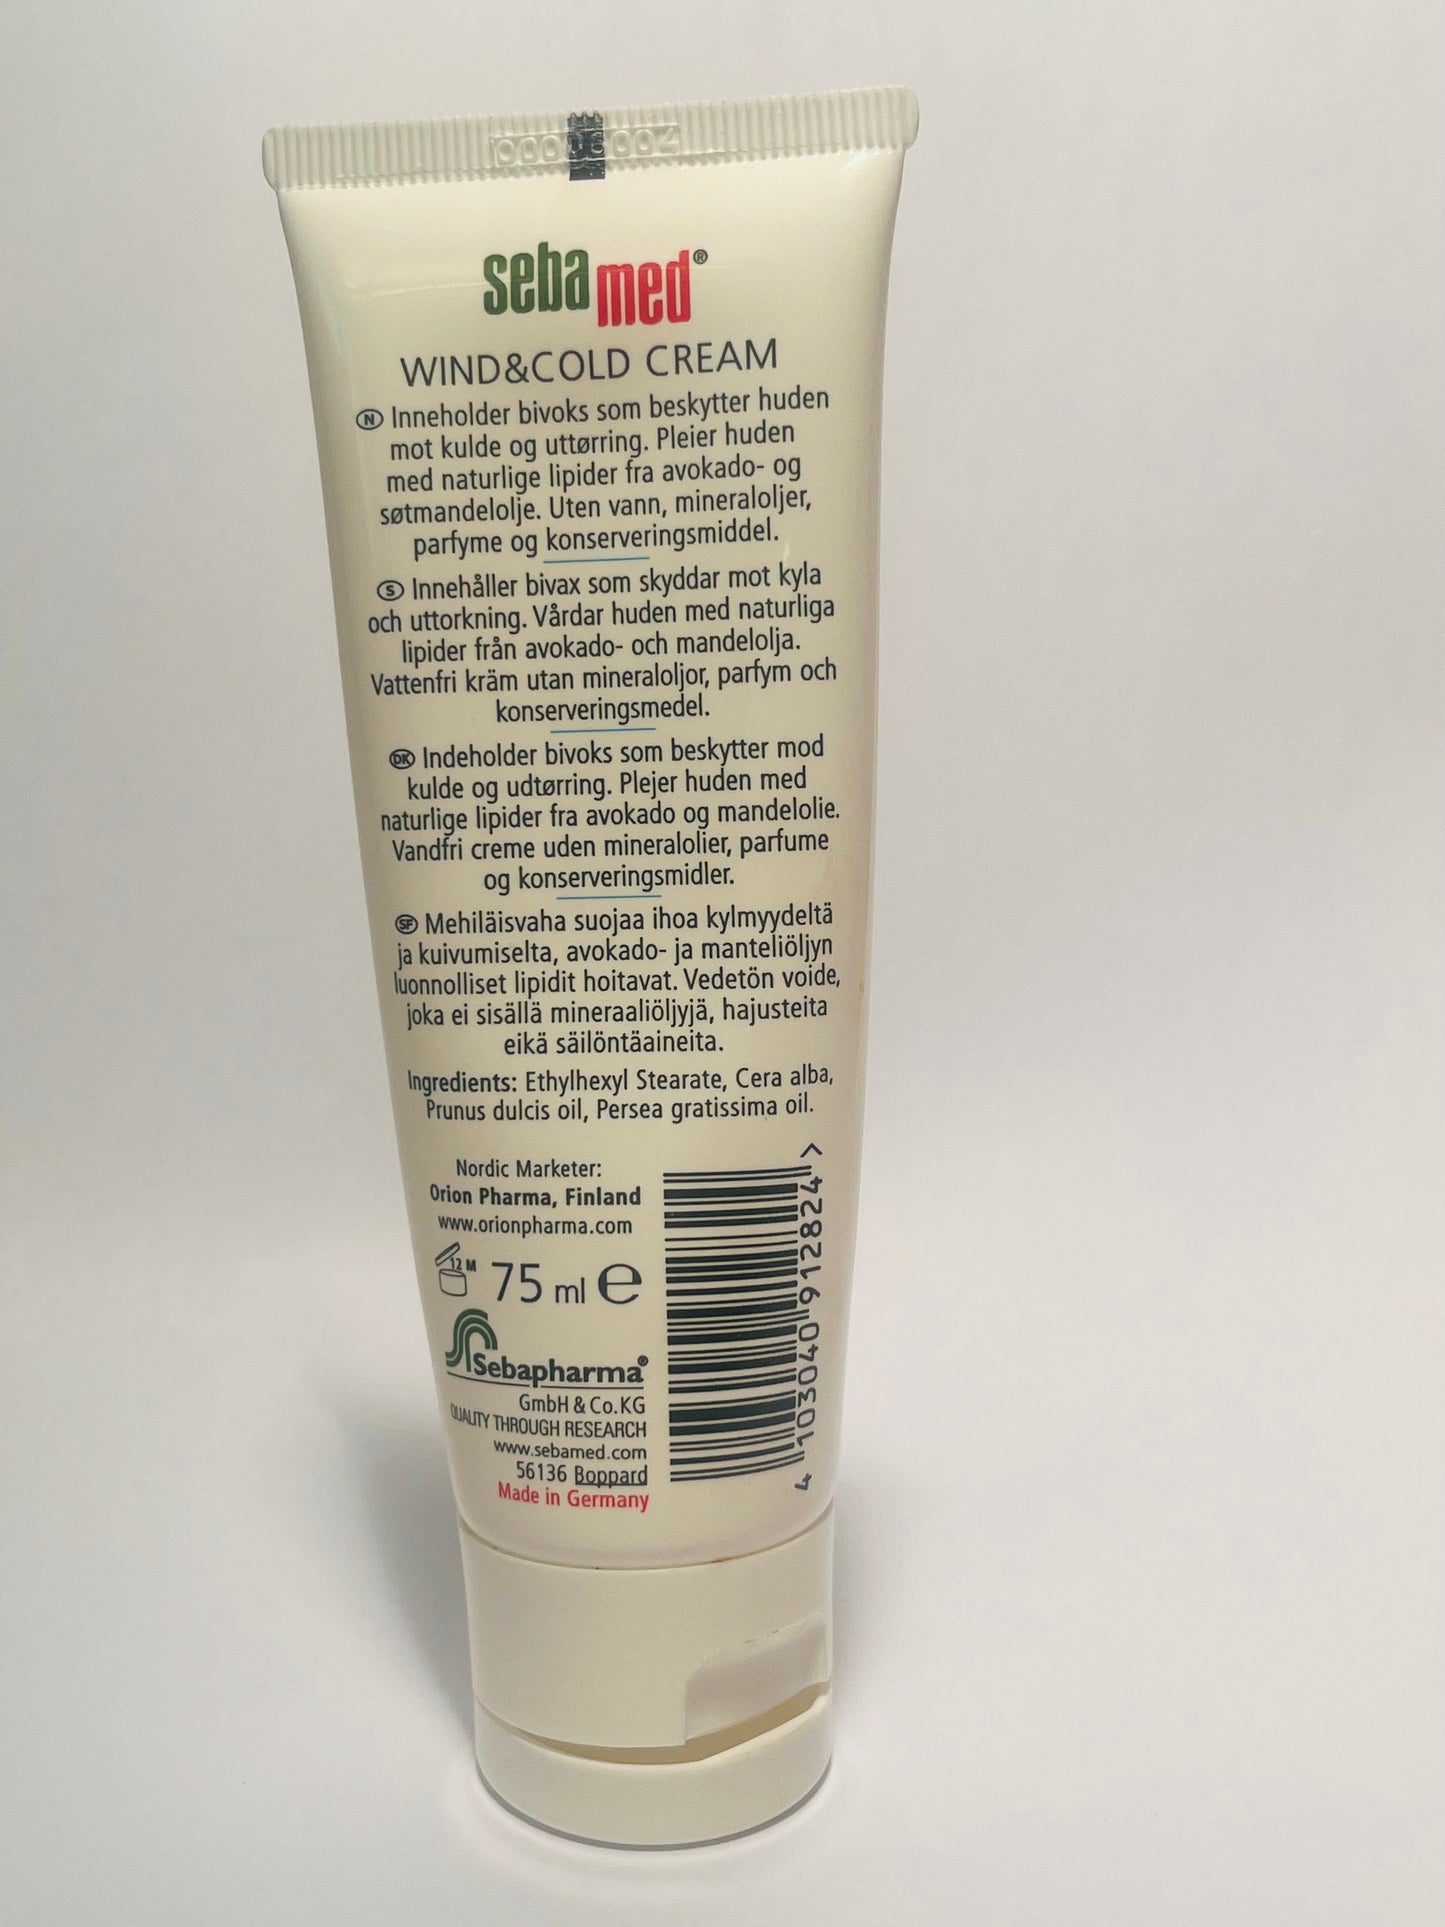 sebamed®
WIND&COLD CREAM
N Inneholder bivoks som beskytter huden
mot kulde og uttørring. Pleier huden
med naturlige lipider fra avokado- og
søtmandelolje. Uten vann, mineraloljer,
parfyme og konserveringsmiddel.
S Innehåller bivax som skyddar mot kyla
och uttorkning. Vårdar huden med naturliga
lipider från avokado- och mandelolja.
Vattenfri kräm utan mineraloljor, parfym och
konserveringsmedel.
DK Indeholder bivoks som beskytter mod
kulde og udtørring. Plejer huden med
naturlige lipider fra avokado og mandelolie.
Vandfri creme uden mineralolier, parfume
og konserveringsmidler.
SF Mehiläisvaha suojaa ihoa kylmyydeltä
ja kuivumiselta, avokado- ja manteliöljyn
luonnolliset lipidit hoitavat. Vedetön voide,
joka ei sisällä mineraaliöljyjä, hajusteita
eikä säilöntäaineita.
Ingredients: Ethylhexyl Stearate, Cera alba,
Prunus dulcis oil, Persea gratissima oil.
Nordic Marketer:
Orion Pharma, Finland
www.orionpharma.com
12 M 75 ml e
Sebapharma®
GmbH & Co.KG
QUALITY THROUGH RESEARCH
www.sebamed.com
56136 Boppard
Made in Germany
4 103040 912824 >